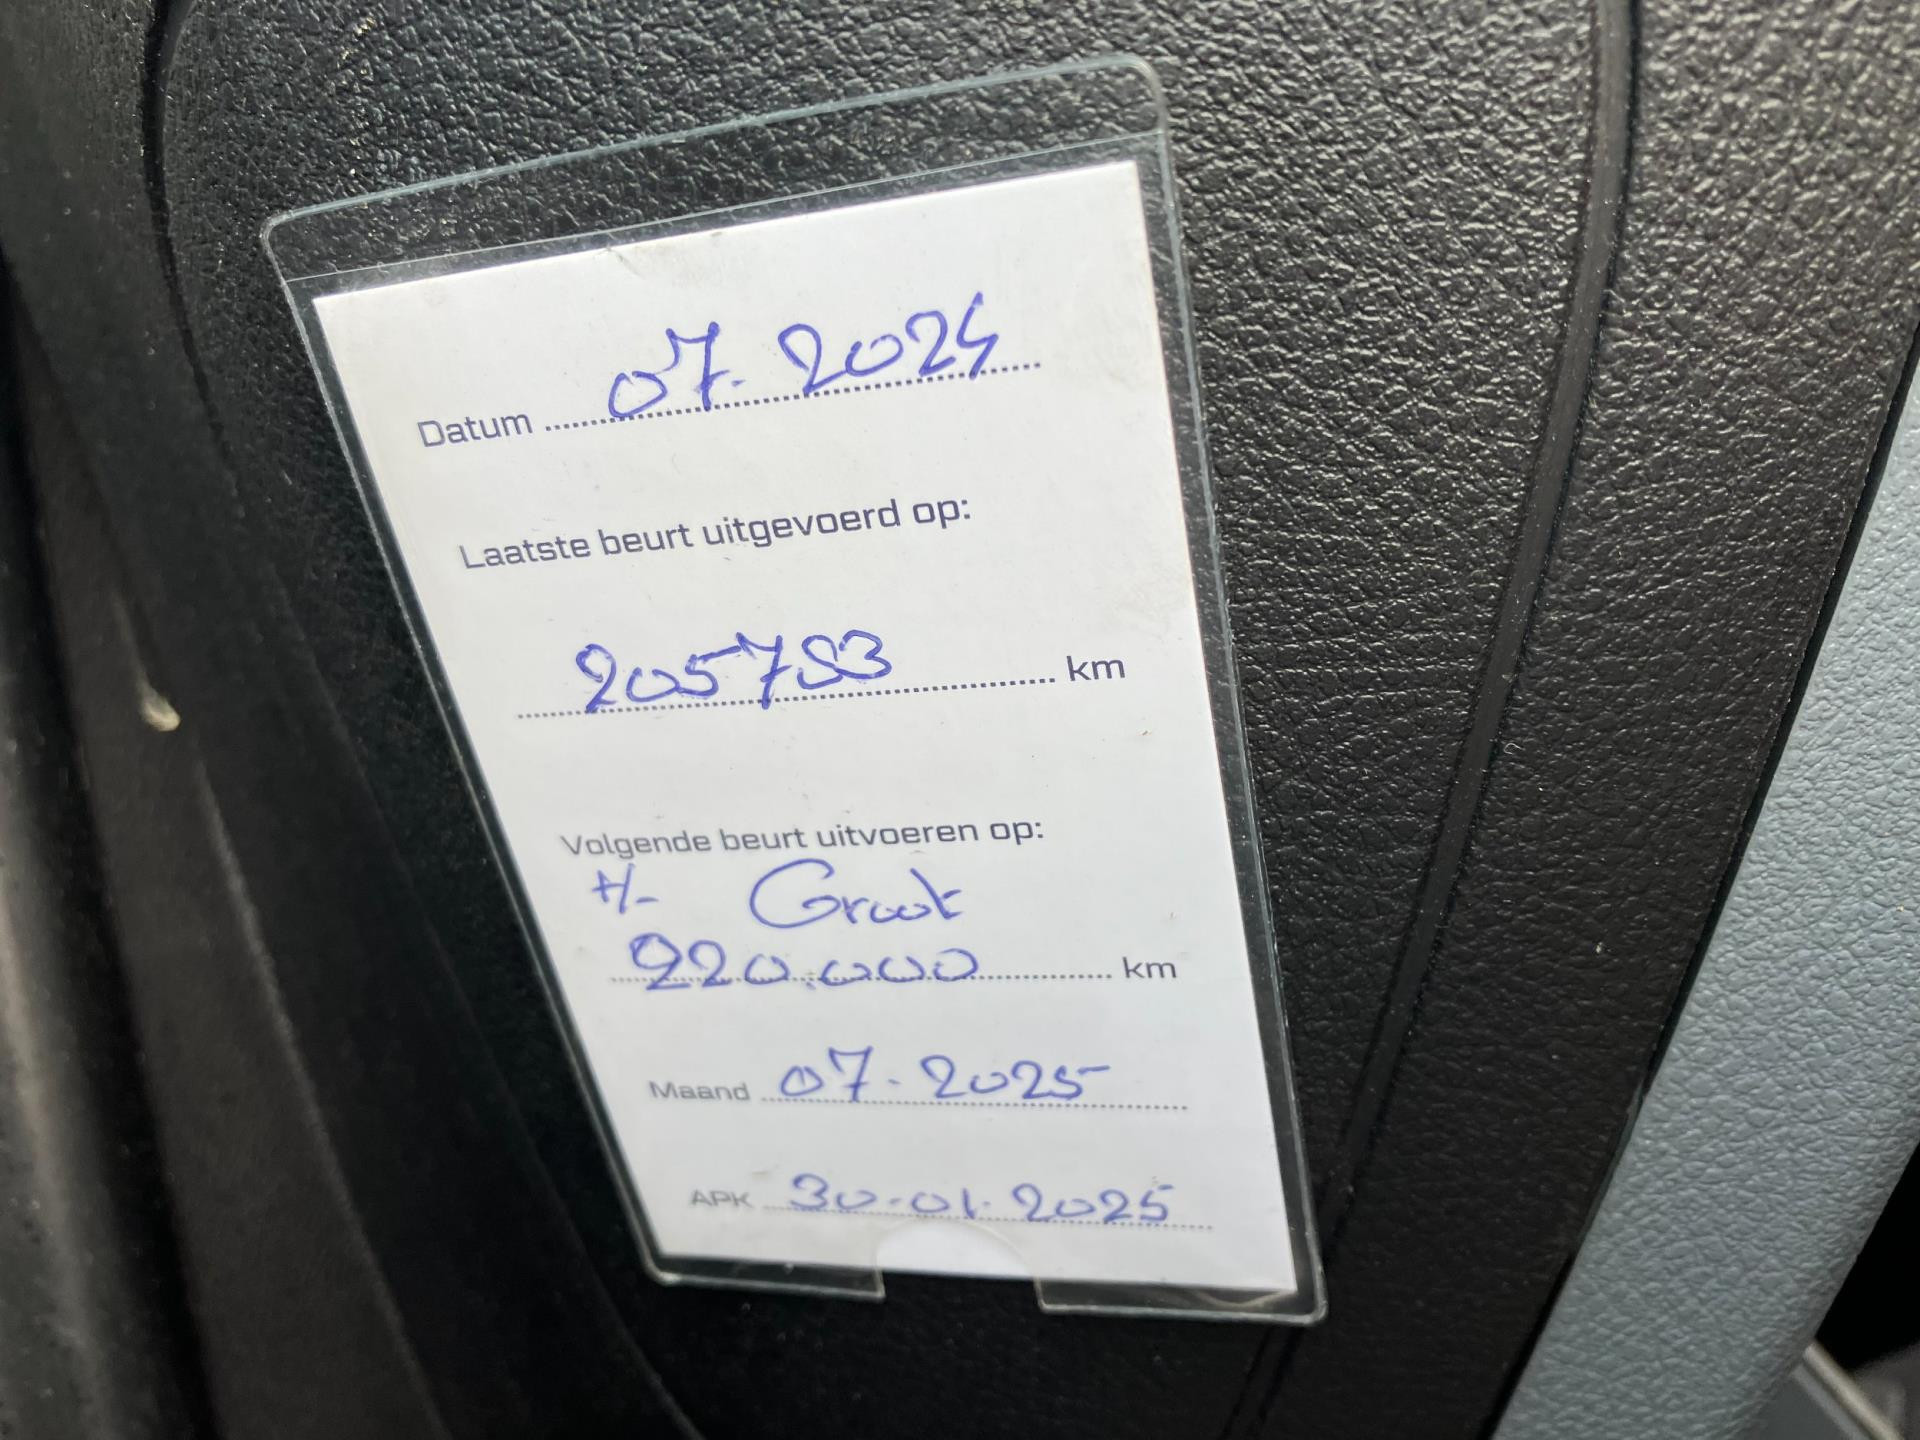 Datum 07.2024
Laatste beurt uitgevoerd op:
205783 km
Volgende beurt uitvoeren op:
+/- Groot
220.000 km
Maand 07-2025
APK 30-01-2025